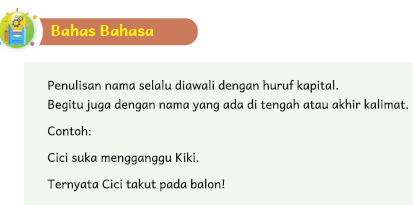 Bahas Bahasa
Penulisan nama selalu diawali dengan huruf kapital.
Begitu juga dengan nama yang ada di tengah atau akhir kalimat.
Contoh:
Cici suka mengganggu Kiki.
Ternyata Cici takut pada balon!